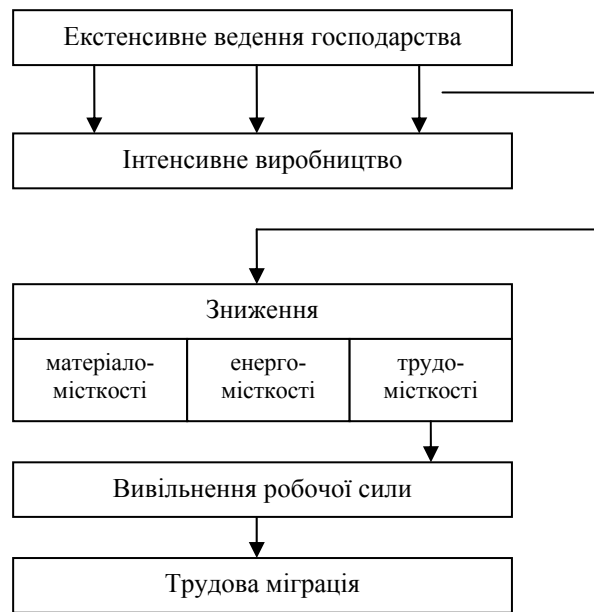 Екстенсивне ведення господарства
Інтенсивне виробництво
Зниження
матеріало-
місткості
енерго-
місткості
трудо-
місткості
Вивільнення робочої сили
Трудова міграція